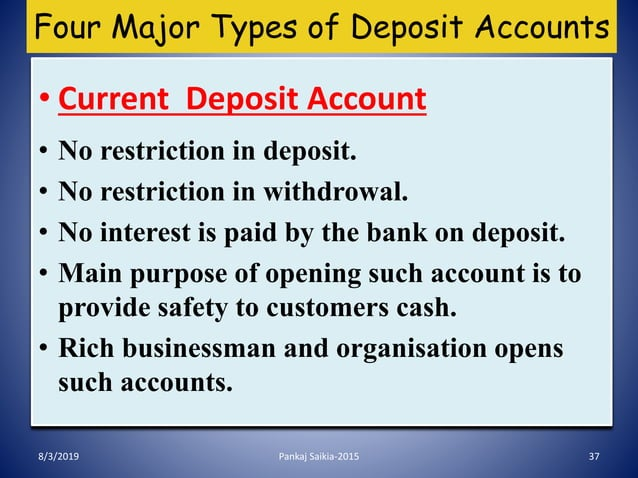 Four Major Types of Deposit Accounts
• Current Deposit Account
• No restriction in deposit.
• No restriction in withdrowal.
• No interest is paid by the bank on deposit.
• Main purpose of opening such account is to
provide safety to customers cash.
• Rich businessman and organisation opens
such accounts.
8/3/2019 Pankaj Saikia-2015 37